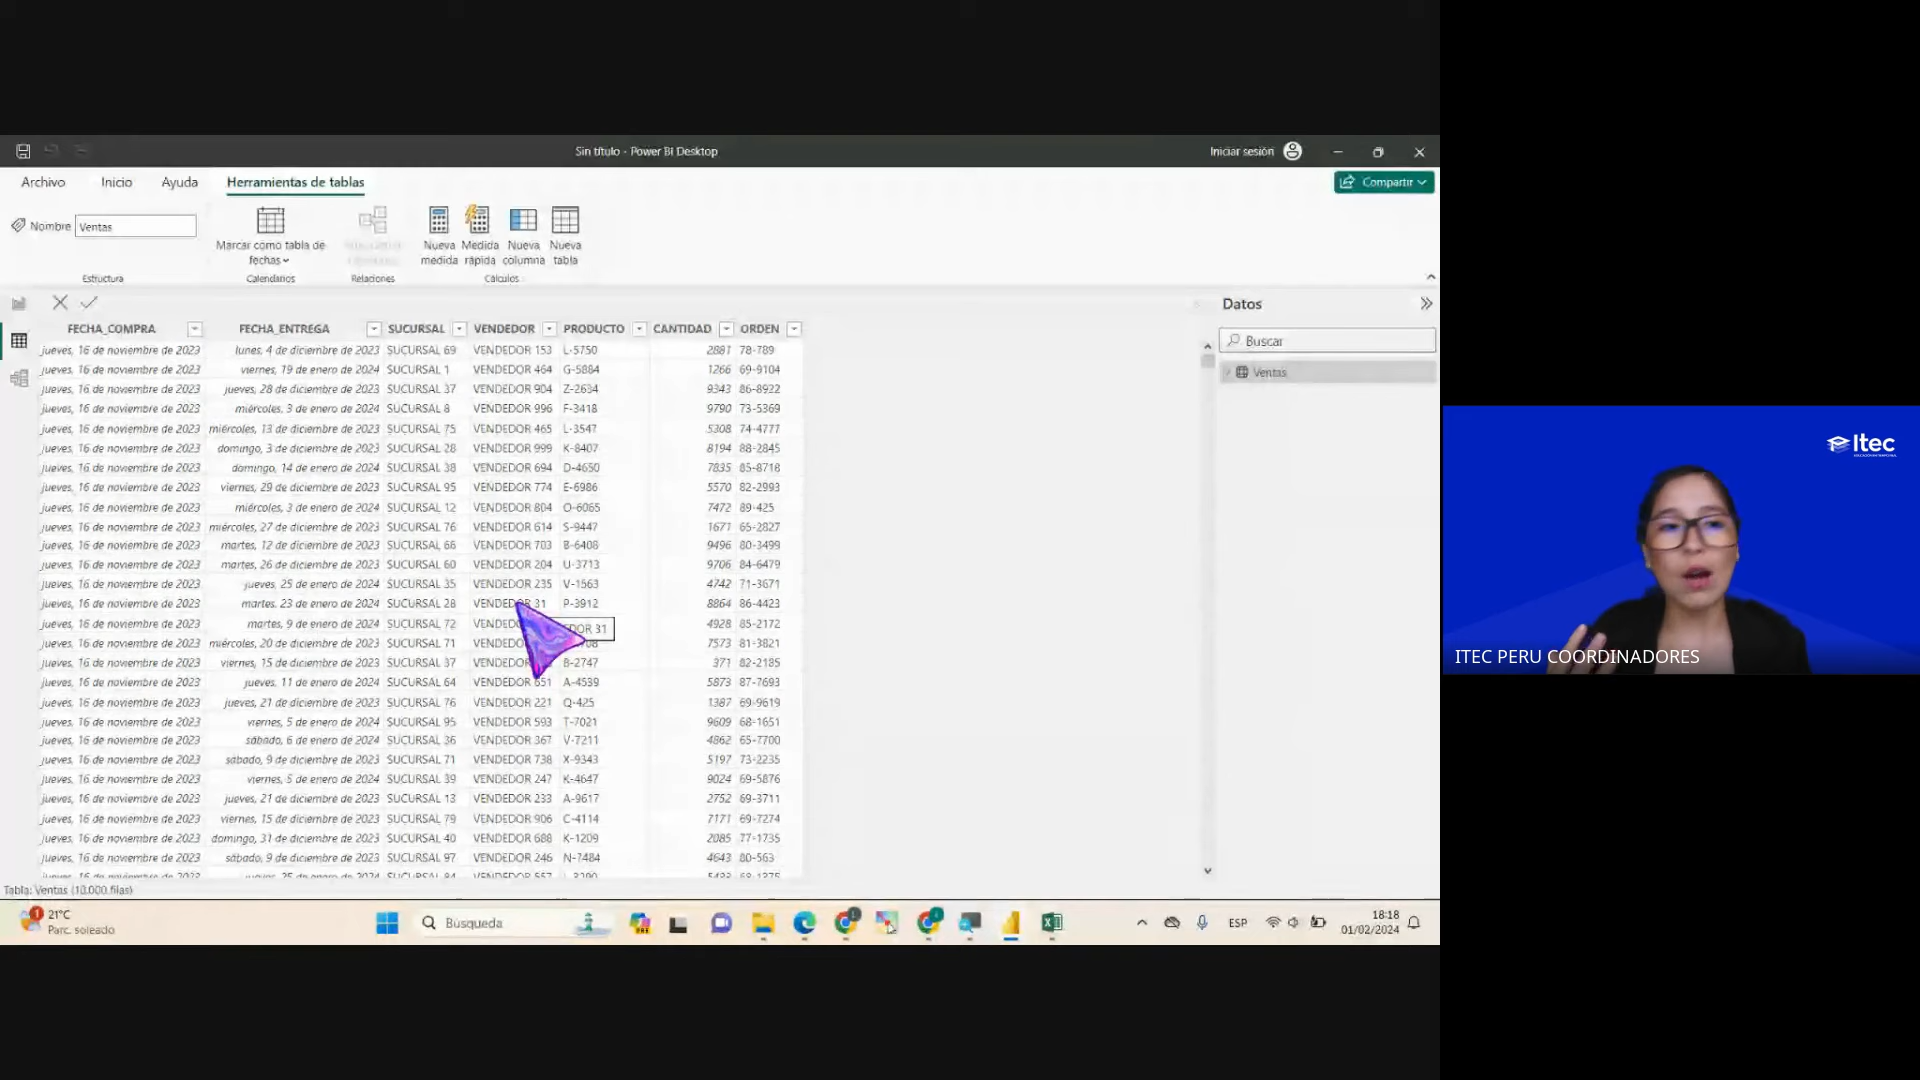 Sin título - Power BI Desktop
Iniciar sesión
Archivo Inicio Ayuda Herramientas de tablas
Compartir
Nombre Ventas
Marcar como tabla de fechas
Nueva medida
Medida rápida
Nueva columna
Nueva tabla
Estructura Calendarios Relaciones Cálculos
Datos
Buscar
Ventas
FECHA_COMPRA FECHA_ENTREGA SUCURSAL VENDEDOR PRODUCTO CANTIDAD ORDEN
jueves, 16 de noviembre de 2023 lunes, 4 de diciembre de 2023 SUCURSAL 69 VENDEDOR 153 L-5750 2881 78-789
jueves, 16 de noviembre de 2023 viernes, 19 de enero de 2024 SUCURSAL 1 VENDEDOR 464 G-5884 1266 69-9104
jueves, 16 de noviembre de 2023 jueves, 28 de diciembre de 2023 SUCURSAL 37 VENDEDOR 904 Z-2634 9343 86-8922
jueves, 16 de noviembre de 2023 miércoles, 3 de enero de 2024 SUCURSAL 8 VENDEDOR 996 F-3418 9790 73-5369
jueves, 16 de noviembre de 2023 miércoles, 13 de diciembre de 2023 SUCURSAL 75 VENDEDOR 465 L-3547 5308 74-4777
jueves, 16 de noviembre de 2023 domingo, 3 de diciembre de 2023 SUCURSAL 28 VENDEDOR 999 K-8407 8194 88-2845
jueves, 16 de noviembre de 2023 domingo, 14 de enero de 2024 SUCURSAL 38 VENDEDOR 694 D-4650 7835 85-8718
jueves, 16 de noviembre de 2023 viernes, 29 de diciembre de 2023 SUCURSAL 95 VENDEDOR 774 E-6986 5570 82-2993
jueves, 16 de noviembre de 2023 miércoles, 3 de enero de 2024 SUCURSAL 12 VENDEDOR 804 O-6065 7472 89-425
jueves, 16 de noviembre de 2023 miércoles, 27 de diciembre de 2023 SUCURSAL 76 VENDEDOR 614 S-9447 1671 65-2827
jueves, 16 de noviembre de 2023 martes, 12 de diciembre de 2023 SUCURSAL 66 VENDEDOR 703 B-6408 9496 80-3499
jueves, 16 de noviembre de 2023 martes, 26 de diciembre de 2023 SUCURSAL 60 VENDEDOR 204 U-3713 9706 84-6479
jueves, 16 de noviembre de 2023 jueves, 25 de enero de 2024 SUCURSAL 35 VENDEDOR 235 V-1563 4742 71-3671
jueves, 16 de noviembre de 2023 martes, 23 de enero de 2024 SUCURSAL 28 VENDEDOR 31 P-3912 8864 86-4423
jueves, 16 de noviembre de 2023 martes, 9 de enero de 2024 SUCURSAL 72 4928 85-2172
jueves, 16 de noviembre de 2023 miércoles, 20 de diciembre de 2023 SUCURSAL 71 7573 81-3821
jueves, 16 de noviembre de 2023 viernes, 15 de diciembre de 2023 SUCURSAL 37 B-2747 371 82-2185
jueves, 16 de noviembre de 2023 jueves, 11 de enero de 2024 SUCURSAL 64 VENDEDOR 651 A-4539 5873 87-7693
jueves, 16 de noviembre de 2023 jueves, 21 de diciembre de 2023 SUCURSAL 76 VENDEDOR 221 Q-425 1387 69-9619
jueves, 16 de noviembre de 2023 viernes, 5 de enero de 2024 SUCURSAL 95 VENDEDOR 593 T-7021 9609 68-1651
jueves, 16 de noviembre de 2023 sábado, 6 de enero de 2024 SUCURSAL 36 VENDEDOR 367 V-7211 4862 65-7700
jueves, 16 de noviembre de 2023 sábado, 9 de diciembre de 2023 SUCURSAL 71 VENDEDOR 738 X-9343 5197 73-2235
jueves, 16 de noviembre de 2023 viernes, 5 de enero de 2024 SUCURSAL 39 VENDEDOR 247 K-4647 9024 69-5876
jueves, 16 de noviembre de 2023 jueves, 21 de diciembre de 2023 SUCURSAL 13 VENDEDOR 233 A-9617 2752 69-3711
jueves, 16 de noviembre de 2023 viernes, 15 de diciembre de 2023 SUCURSAL 79 VENDEDOR 906 C-4114 7171 69-7274
jueves, 16 de noviembre de 2023 domingo, 31 de diciembre de 2023 SUCURSAL 40 VENDEDOR 688 K-1209 2085 77-1735
jueves, 16 de noviembre de 2023 sábado, 9 de diciembre de 2023 SUCURSAL 97 VENDEDOR 246 N-7484 4643 80-563
Tabla: Ventas (10.000 filas)
21°C
Parc. soleado
Búsqueda
ESP
18:18
01/02/2024
Itec
ITEC PERU COORDINADORES